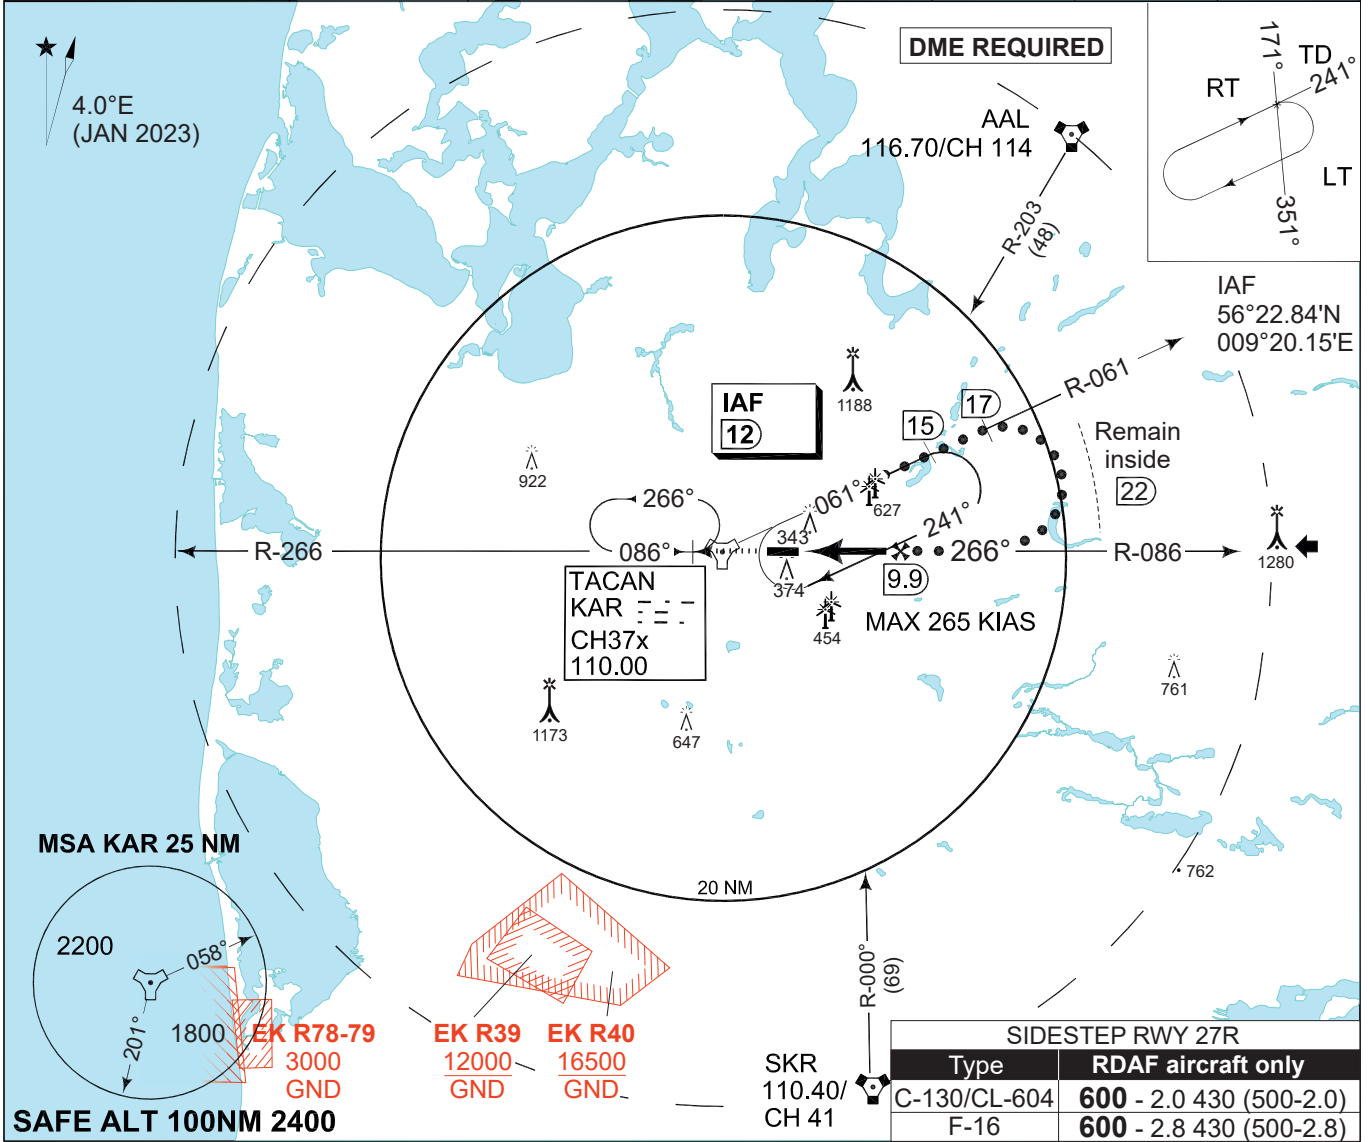 4.0°E
(JAN 2023)
DME REQUIRED
171°
TD
241°
RT
LT
351°
AAL
116.70/CH 114
R-203
(48)
IAF
56°22.84'N
009°20.15'E
R-061
IAF
12
1188
17
15
Remain
inside
22
922
266°
061°
627
343
241°
R-266
086°
266°
R-086
1280
TACAN
KAR
CH37x
110.00
374
9.9
454
MAX 265 KIAS
761
1173
647
762
MSA KAR 25 NM
20 NM
2200
058°
201°
1800
EK R78-79
3000
GND
EK R39
12000
GND
EK R40
16500
GND
R-000°
(69)
SKR
110.40/
CH 41
SAFE ALT 100NM 2400
SIDESTEP RWY 27R
Type RDAF aircraft only
C-130/CL-604 600 - 2.0 430 (500-2.0)
F-16 600 - 2.8 430 (500-2.8)